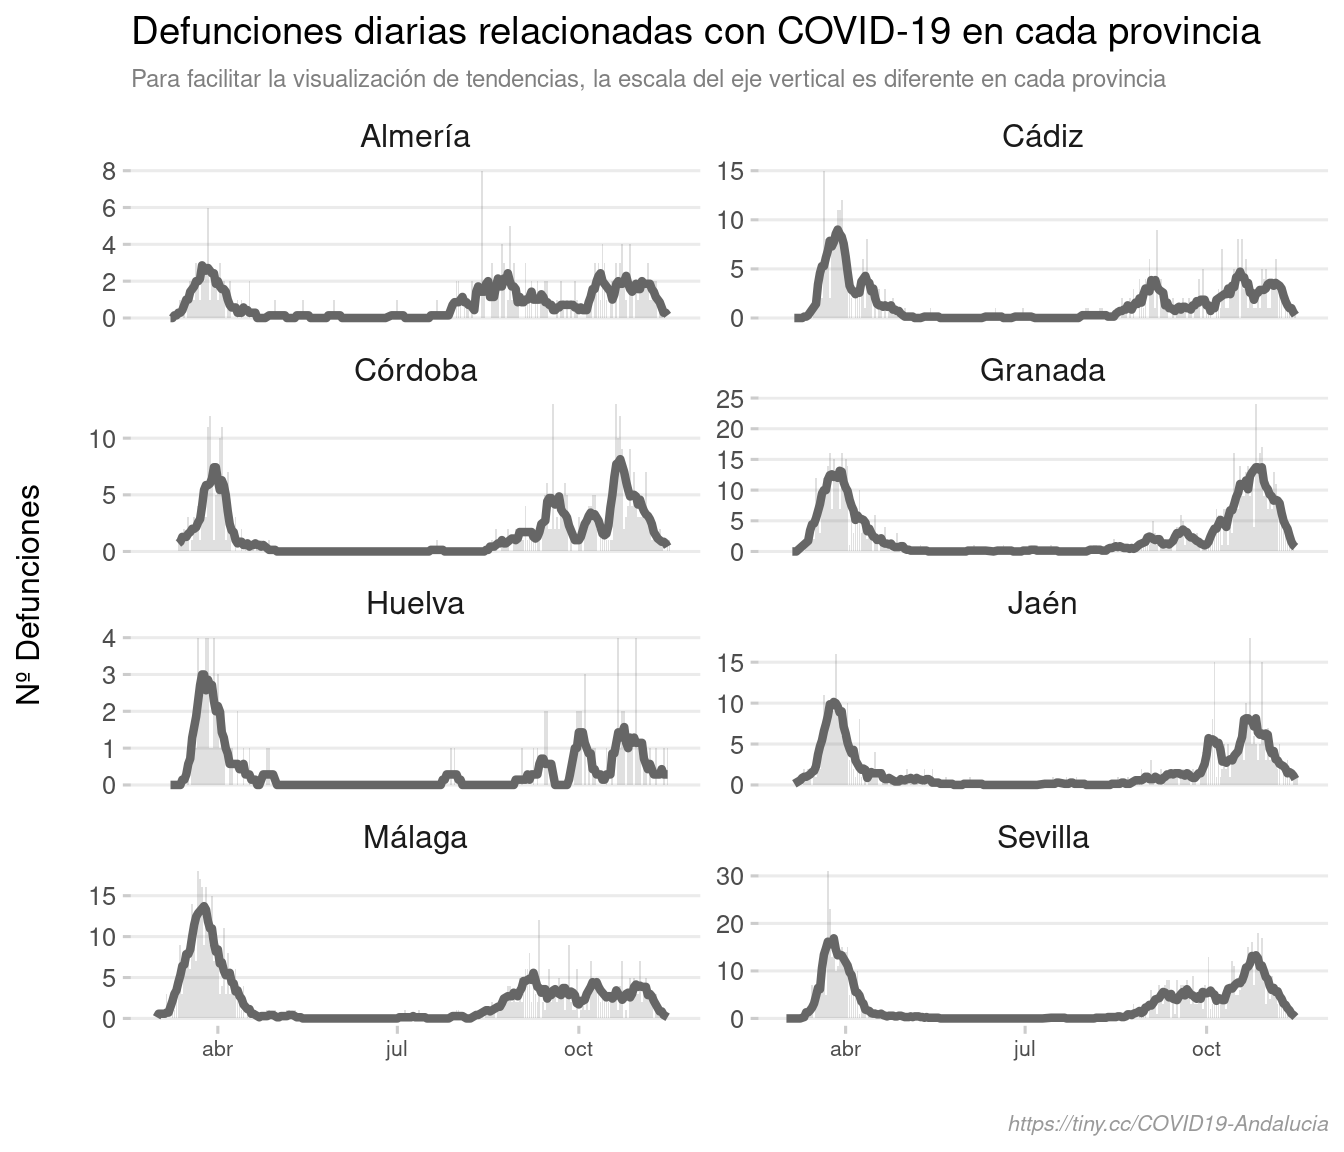 Defunciones diarias relacionadas con COVID-19 en cada provincia
Para facilitar la visualización de tendencias, la escala del eje vertical es diferente en cada provincia
Nº Defunciones
Almería
8
6
4
2
0
Cádiz
15
10
5
0
Córdoba
10
5
0
Granada
25
20
15
10
5
0
Huelva
4
3
2
1
0
Jaén
15
10
5
0
Málaga
15
10
5
0
abr jul oct
Sevilla
30
20
10
0
abr jul oct
https://tiny.cc/COVID19-Andalucia